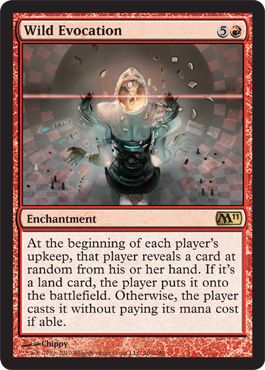 Wild Evocation 5
Enchantment M11
At the beginning of each player's
upkeep, that player reveals a card at
random from his or her hand. If it's
a land card, the player puts it onto
the battlefield. Otherwise, the player
casts it without paying its mana cost
if able.
Chippy